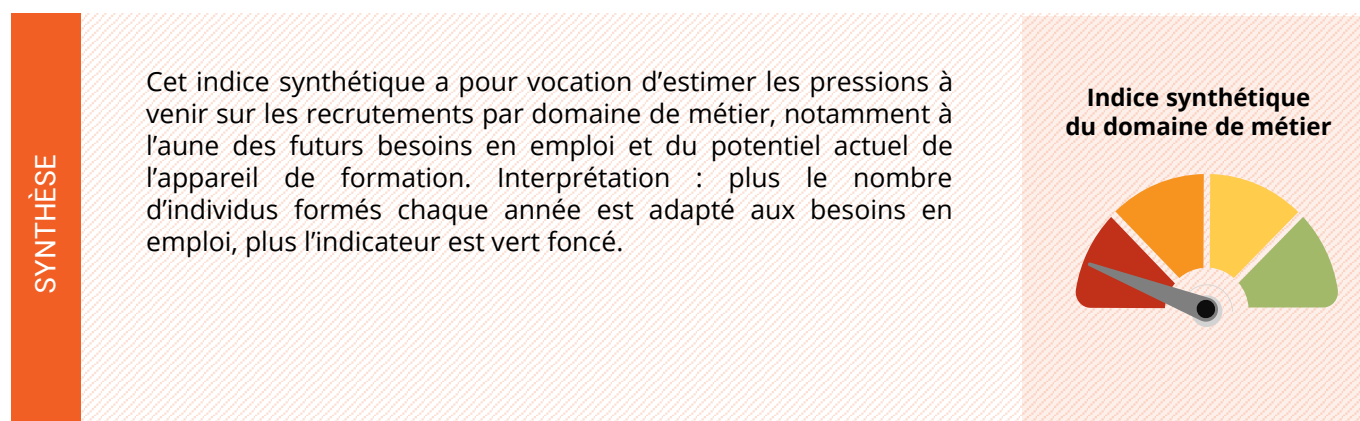 SYNTHÈSE
Cet indice synthétique a pour vocation d’estimer les pressions à
venir sur les recrutements par domaine de métier, notamment à
l’aune des futurs besoins en emploi et du potentiel actuel de
l’appareil de formation. Interprétation : plus le nombre
d’individus formés chaque année est adapté aux besoins en
emploi, plus l’indicateur est vert foncé.
Indice synthétique
du domaine de métier